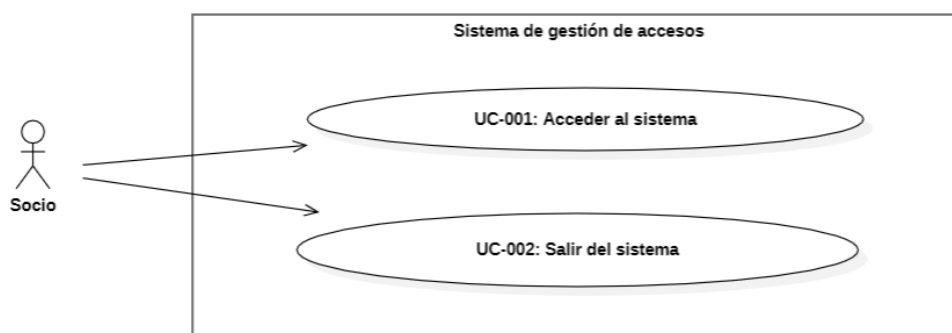 Sistema de gestión de accesos
UC-001: Acceder al sistema
Socio
UC-002: Salir del sistema